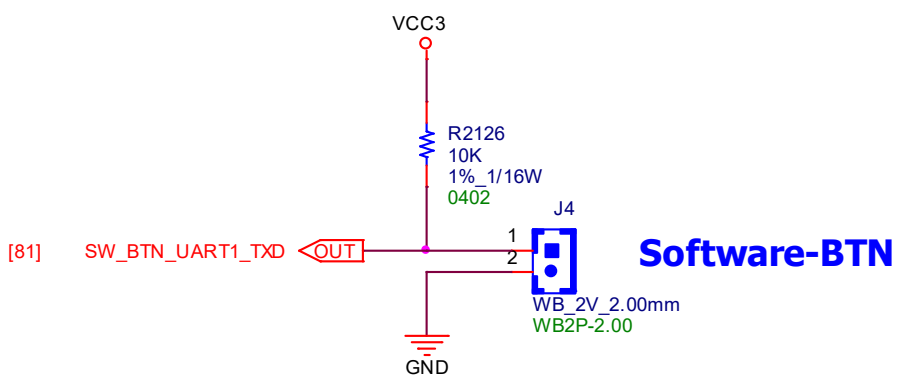 VCC3
R2126
10K
1%_1/16W
0402
J4
[81] SW_BTN_UART1_TXD OUT
1
2
Software-BTN
WB_2V_2.00mm
WB2P-2.00
GND